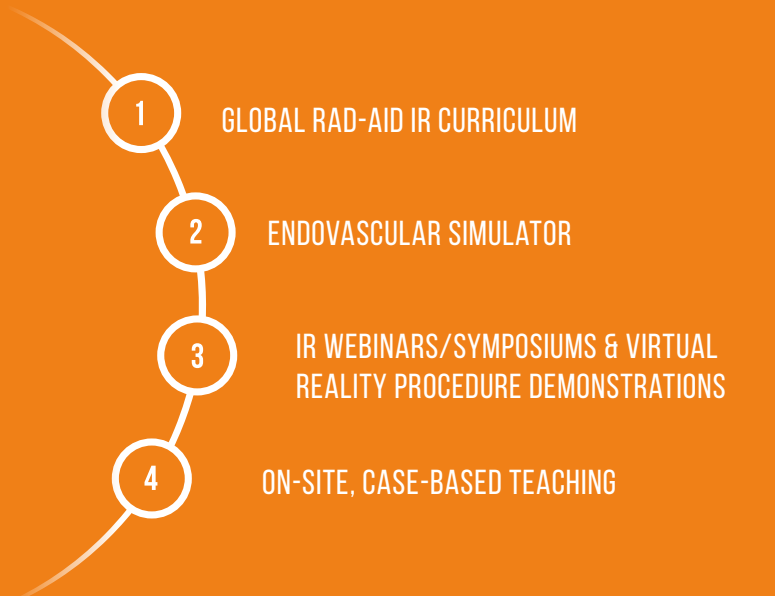 1
GLOBAL RAD-AID IR CURRICULUM
2
ENDOVASCULAR SIMULATOR
3
IR WEBINARS/SYMPOSIUMS & VIRTUAL
REALITY PROCEDURE DEMONSTRATIONS
4
ON-SITE, CASE-BASED TEACHING